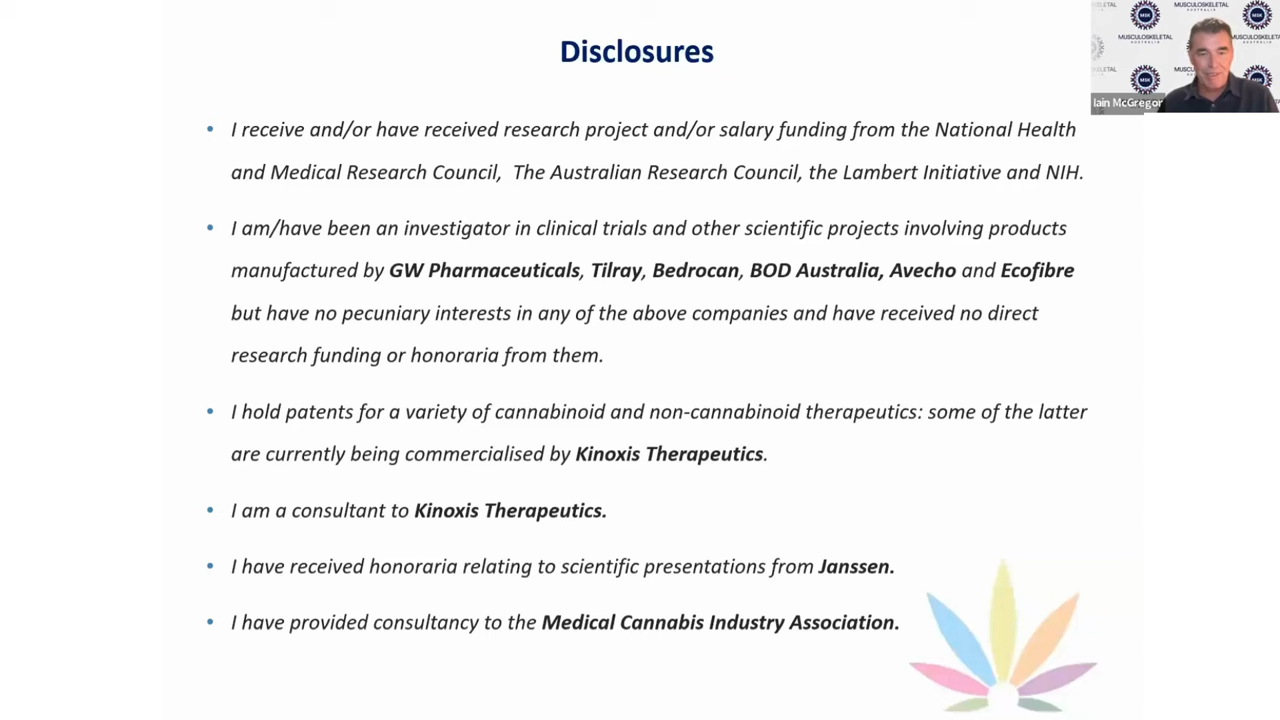 Disclosures
• I receive and/or have received research project and/or salary funding from the National Health
and Medical Research Council, The Australian Research Council, the Lambert Initiative and NIH.
• I am/have been an investigator in clinical trials and other scientific projects involving products
manufactured by GW Pharmaceuticals, Tilray, Bedrocan, BOD Australia, Avecho and Ecofibre
but have no pecuniary interests in any of the above companies and have received no direct
research funding or honoraria from them.
• I hold patents for a variety of cannabinoid and non-cannabinoid therapeutics: some of the latter
are currently being commercialised by Kinoxis Therapeutics.
• I am a consultant to Kinoxis Therapeutics.
• I have received honoraria relating to scientific presentations from Janssen.
• I have provided consultancy to the Medical Cannabis Industry Association.
MUSCULOSKELETAL
AUSTRALIA
MSK
Iain McGregor